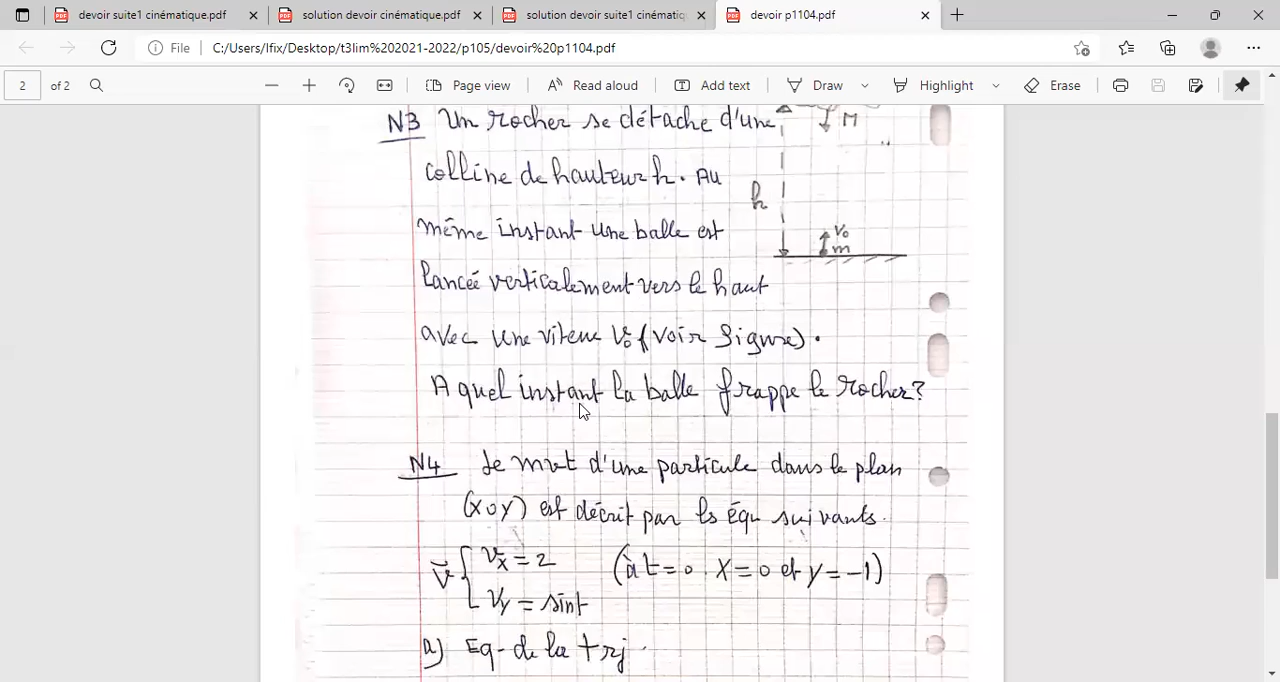 devoir suite1 cinématique.pdf
solution devoir cinématique.pdf
solution devoir suite1 cinématiq
devoir p1104.pdf
File C:/Users/Ifix/Desktop/t3lim%202021-2022/p105/devoir%20p1104.pdf
2 of 2 Page view Read aloud Add text Draw Highlight Erase
N3 Un rocher se détache d'une
M
colline de hauteur h. Au
h
même instant une balle est
V0
m
lancée verticalement vers le haut
avec une vitesse V0 (voir figure).
A quel instant la balle frappe le rocher?
N4 Le mvt d'une particule dans le plan
(XOY) est décrit par les équ suivants.
V { Vx = 2 (à t = 0 . X = 0 et y = -1)
Vy = sint
a) Eq- de la trj.